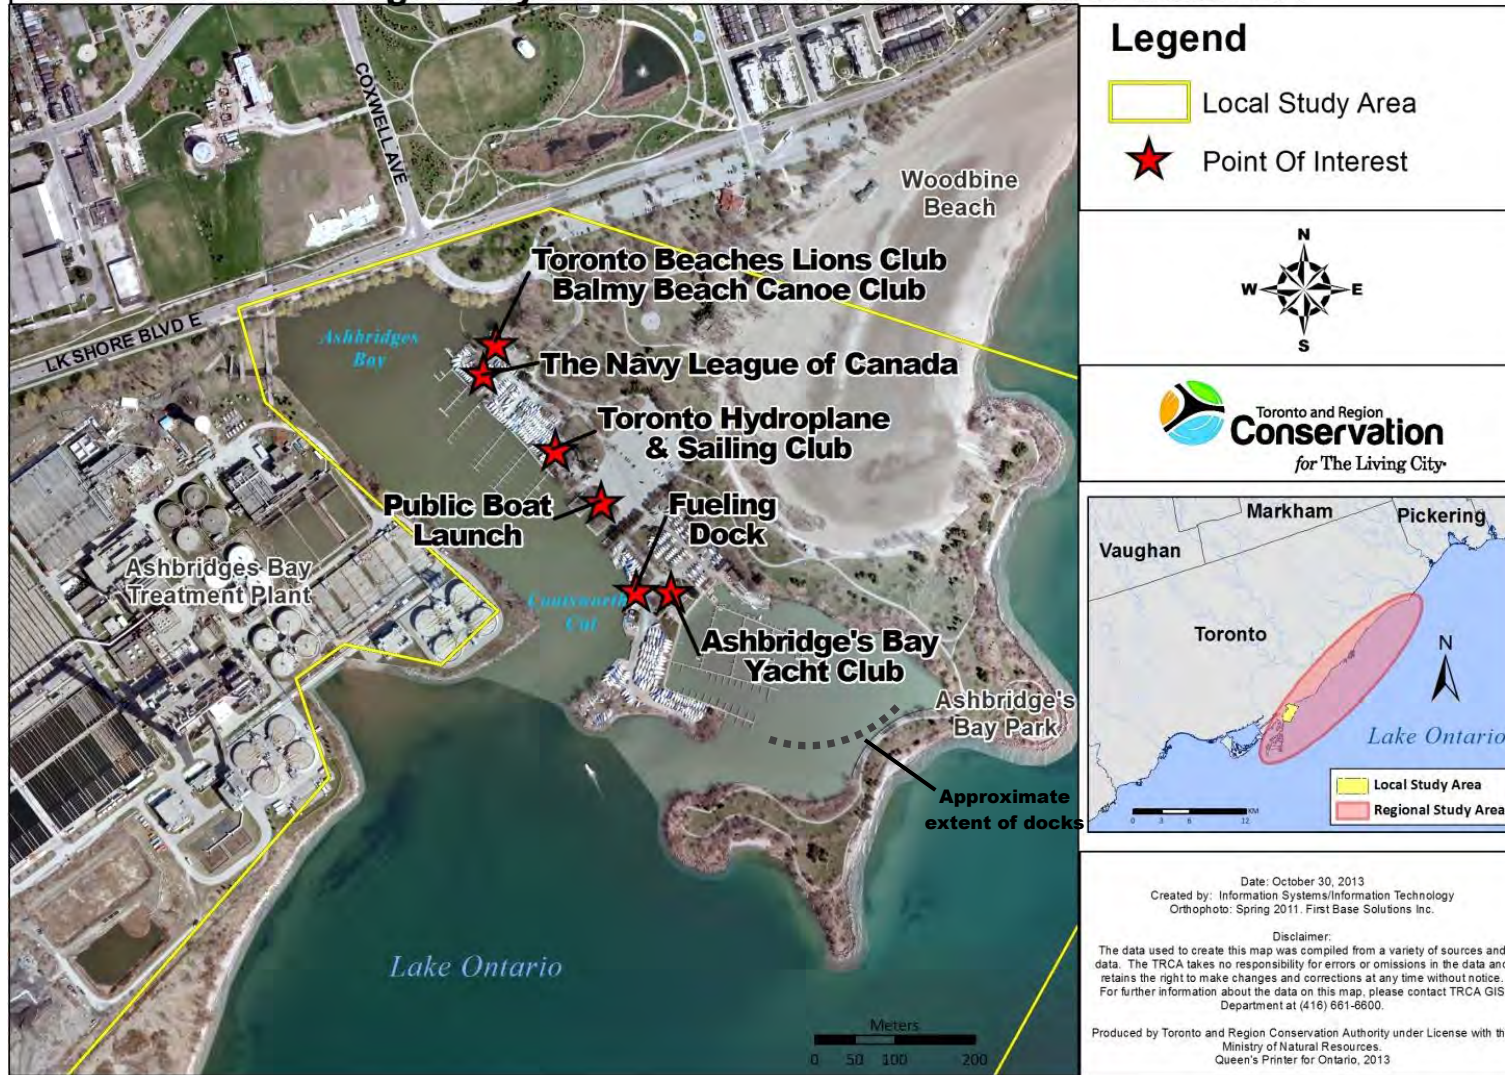 Legend
Local Study Area
Point Of Interest
COXWELL AVE
LK SHORE BLVD E
Woodbine
Beach
Toronto Beaches Lions Club
Balmy Beach Canoe Club
Ashbridges
Bay
The Navy League of Canada
Toronto Hydroplane
& Sailing Club
Public Boat
Launch
Fueling
Dock
Ashbridges Bay
Treatment Plant
Coatsworth
Cut
Ashbridge's Bay
Yacht Club
Ashbridge's
Bay Park
Approximate
extent of docks
Lake Ontario
Meters
0 50 100 200
N
W E
S
Toronto and Region
Conservation
for The Living City
Markham
Pickering
Vaughan
Toronto
N
Lake Ontario
Local Study Area
Regional Study Area
0 3 6 12 KM
Date: October 30, 2013
Created by: Information Systems/Information Technology
Orthophoto: Spring 2011. First Base Solutions Inc.
Disclaimer:
The data used to create this map was compiled from a variety of sources and
data. The TRCA takes no responsibility for errors or omissions in the data and
retains the right to make changes and corrections at any time without notice.
For further information about the data on this map, please contact TRCA GIS
Department at (416) 661-6600.
Produced by Toronto and Region Conservation Authority under License with th
Ministry of Natural Resources.
Queen's Printer for Ontario, 2013